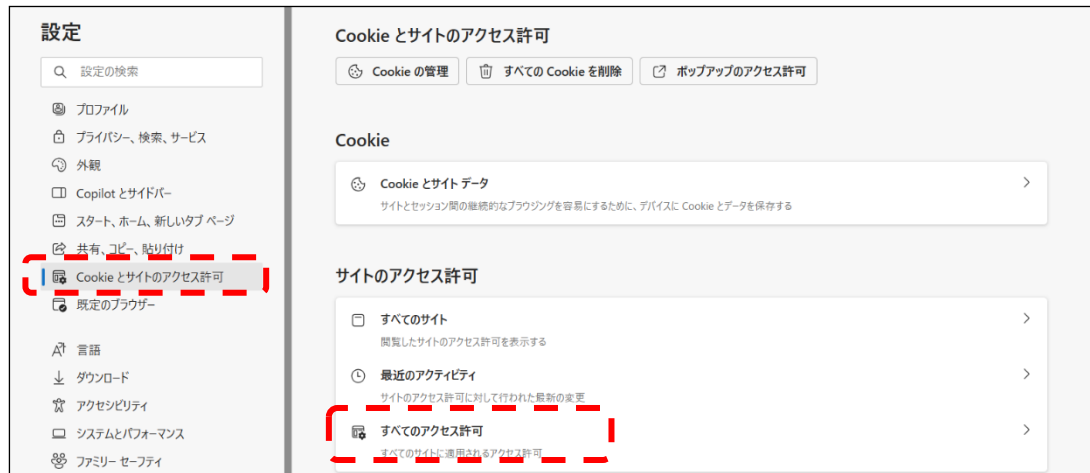 設定
設定の検索
プロファイル
プライバシー、検索、サービス
外観
Copilot とサイドバー
スタート、ホーム、新しいタブ ページ
共有、コピー、貼り付け
Cookie とサイトのアクセス許可
既定のブラウザー
言語
ダウンロード
アクセシビリティ
システムとパフォーマンス
ファミリー セーフティ
Cookie とサイトのアクセス許可
Cookie の管理
すべての Cookie を削除
ポップアップのアクセス許可
Cookie
Cookie とサイト データ
サイトとセッション間の継続的なブラウジングを容易にするために、デバイスに Cookie とデータを保存する
サイトのアクセス許可
すべてのサイト
閲覧したサイトのアクセス許可を表示する
最近のアクティビティ
サイトのアクセス許可に対して行われた最新の変更
すべてのアクセス許可
すべてのサイトに適用されるアクセス許可